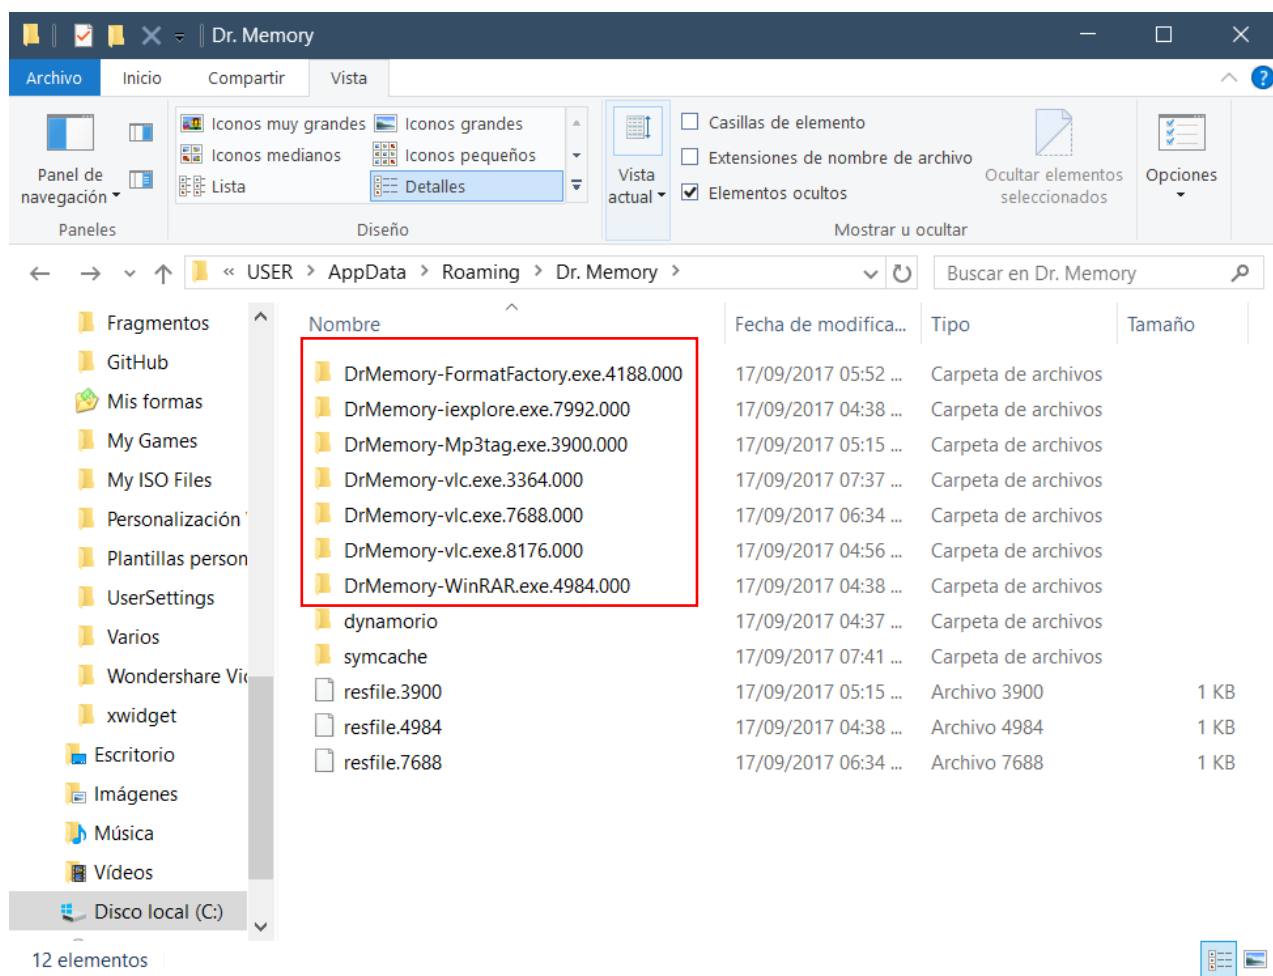 Dr. Memory
Archivo Inicio Compartir Vista
Iconos muy grandes Iconos grandes
Iconos medianos Iconos pequeños
Lista Detalles
Panel de navegación
Vista actual
Casillas de elemento
Extensiones de nombre de archivo
Elementos ocultos
Ocultar elementos seleccionados
Opciones
Paneles Diseño Mostrar u ocultar
« USER > AppData > Roaming > Dr. Memory >
Buscar en Dr. Memory
Fragmentos
GitHub
Mis formas
My Games
My ISO Files
Personalización
Plantillas person
UserSettings
Varios
Wondershare Vi
xwidget
Escritorio
Imágenes
Música
Vídeos
Disco local (C:)
Nombre Fecha de modifica... Tipo Tamaño
DrMemory-FormatFactory.exe.4188.000 17/09/2017 05:52 ... Carpeta de archivos
DrMemory-iexplore.exe.7992.000 17/09/2017 04:38 ... Carpeta de archivos
DrMemory-Mp3tag.exe.3900.000 17/09/2017 05:15 ... Carpeta de archivos
DrMemory-vlc.exe.3364.000 17/09/2017 07:37 ... Carpeta de archivos
DrMemory-vlc.exe.7688.000 17/09/2017 06:34 ... Carpeta de archivos
DrMemory-vlc.exe.8176.000 17/09/2017 04:56 ... Carpeta de archivos
DrMemory-WinRAR.exe.4984.000 17/09/2017 04:38 ... Carpeta de archivos
dynamorio 17/09/2017 04:37 ... Carpeta de archivos
symcache 17/09/2017 07:41 ... Carpeta de archivos
resfile.3900 17/09/2017 05:15 ... Archivo 3900 1 KB
resfile.4984 17/09/2017 04:38 ... Archivo 4984 1 KB
resfile.7688 17/09/2017 06:34 ... Archivo 7688 1 KB
12 elementos